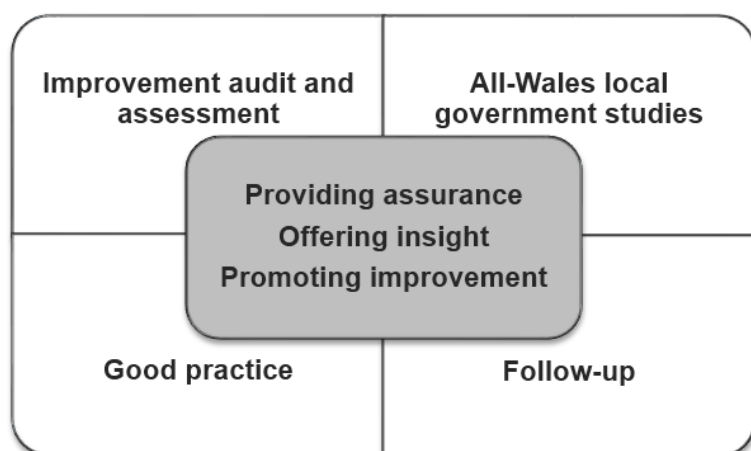 Improvement audit and
assessment
All-Wales local
government studies
Providing assurance
Offering insight
Promoting improvement
Good practice
Follow-up